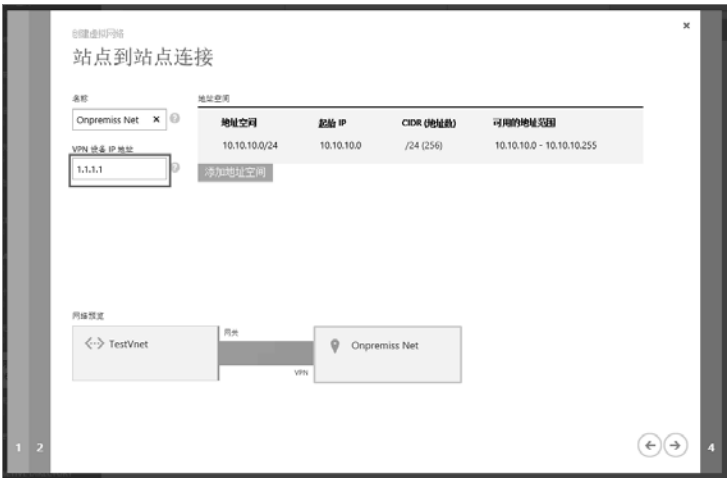 创建虚拟网络
站点到站点连接
名称
Onpremiss Net
VPN 设备 IP 地址
1.1.1.1
地址空间
地址空间 起始 IP CIDR (地址数) 可用的地址范围
10.10.10.0/24 10.10.10.0 /24 (256) 10.10.10.0 - 10.10.10.255
添加地址空间
网络预览
TestVnet
网关
VPN
Onpremiss Net
1 2
4